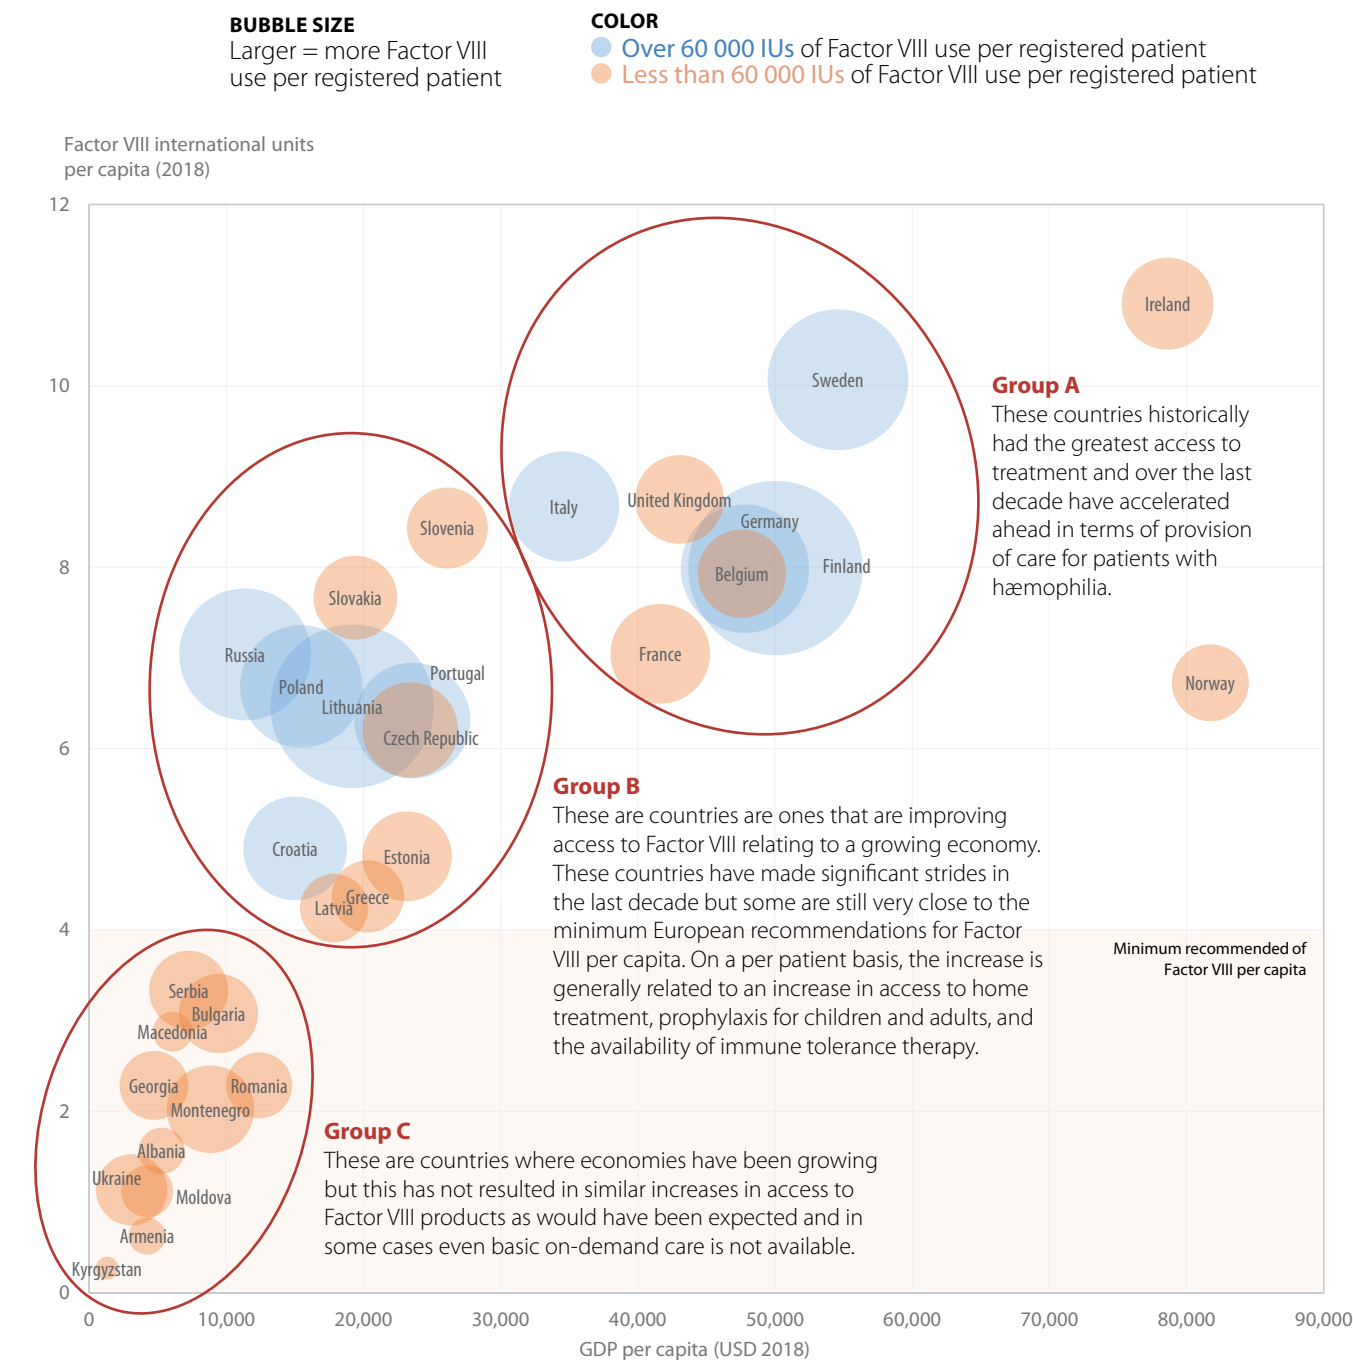 BUBBLE SIZE
Larger = more Factor VIII
use per registered patient
COLOR
Over 60 000 IUs of Factor VIII use per registered patient
Less than 60 000 IUs of Factor VIII use per registered patient
Factor VIII international units
per capita (2018)
12
10
8
6
4
2
0
Ireland
Sweden
Italy
United Kingdom
Germany
Finland
Belgium
France
Norway
Group A
These countries historically
had the greatest access to
treatment and over the last
decade have accelerated
ahead in terms of provision
of care for patients with
hæmophilia.
Slovenia
Slovakia
Russia
Poland
Lithuania
Portugal
Czech Republic
Croatia
Estonia
Greece
Latvia
Group B
These are countries are ones that are improving
access to Factor VIII relating to a growing economy.
These countries have made significant strides in
the last decade but some are still very close to the
minimum European recommendations for Factor
VIII per capita. On a per patient basis, the increase is
generally related to an increase in access to home
treatment, prophylaxis for children and adults, and
the availability of immune tolerance therapy.
Minimum recommended of
Factor VIII per capita
Serbia
Bulgaria
Macedonia
Georgia
Romania
Montenegro
Albania
Ukraine
Moldova
Armenia
Kyrgyzstan
Group C
These are countries where economies have been growing
but this has not resulted in similar increases in access to
Factor VIII products as would have been expected and in
some cases even basic on-demand care is not available.
0
10,000
20,000
30,000
40,000
50,000
60,000
70,000
80,000
90,000
GDP per capita (USD 2018)